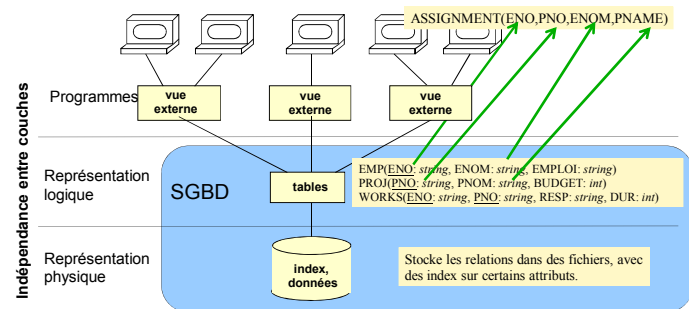 ASSIGNMENT(ENO,PNO,ENOM,PNAME)
Indépendance entre couches
Programmes
vue
externe
vue
externe
vue
externe
Représentation
logique
SGBD
tables
EMP(ENO: string, ENOM: string, EMPLOI: string)
PROJ(PNO: string, PNOM: string, BUDGET: int)
WORKS(ENO: string, PNO: string, RESP: string, DUR: int)
Représentation
physique
index,
données
Stocke les relations dans des fichiers, avec
des index sur certains attributs.